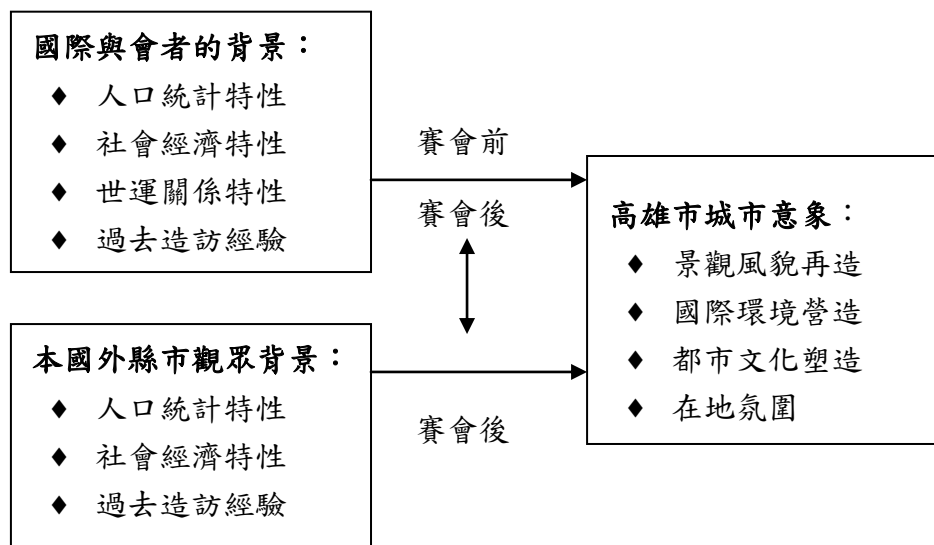 國際與會者的背景：
♦ 人口統計特性
♦ 社會經濟特性
♦ 世運關係特性
♦ 過去造訪經驗
賽會前
賽會後
高雄市城市意象：
♦ 景觀風貌再造
♦ 國際環境營造
♦ 都市文化塑造
♦ 在地氛圍
本國外縣市觀眾背景：
♦ 人口統計特性
♦ 社會經濟特性
♦ 過去造訪經驗
賽會後